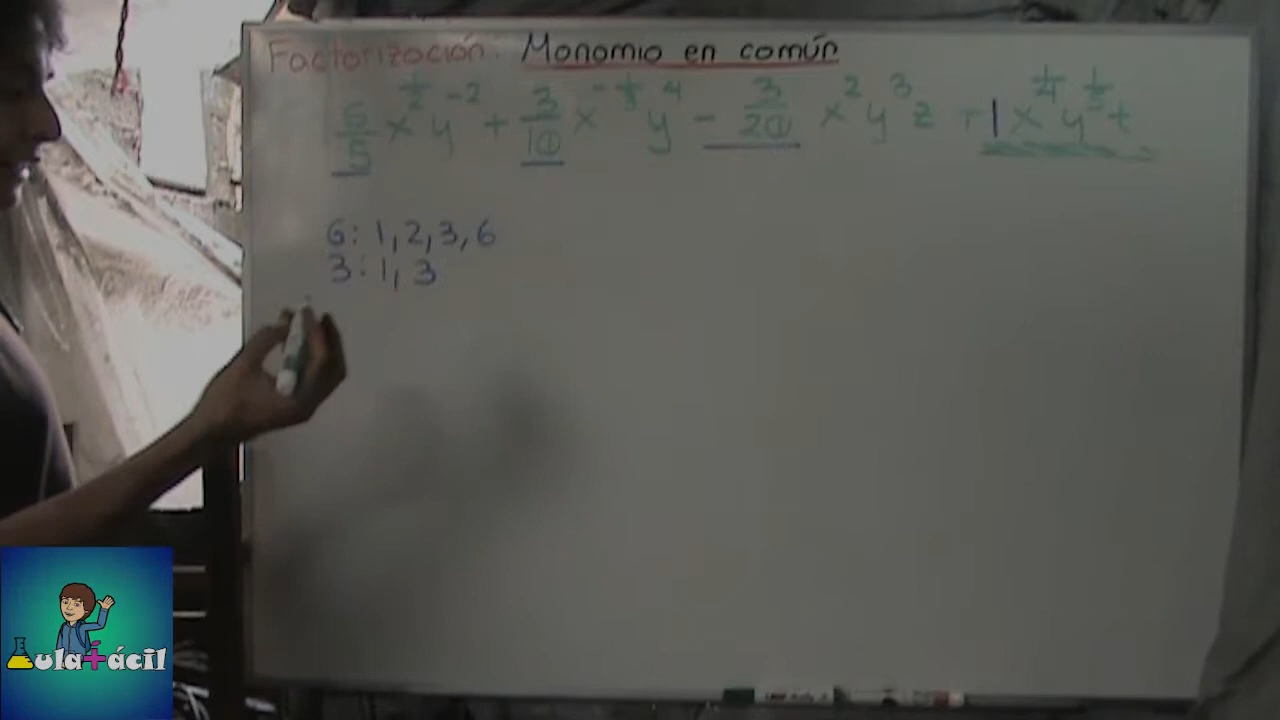 Factorización: Monomio en común
6/5 x^1/2 y^-2 + 3/10 x^-1/3 y^4 - 3/20 x^2 y^3 z + 1 x^1/4 y^1/5 t
6: 1, 2, 3, 6
3: 1, 3
Aula fácil